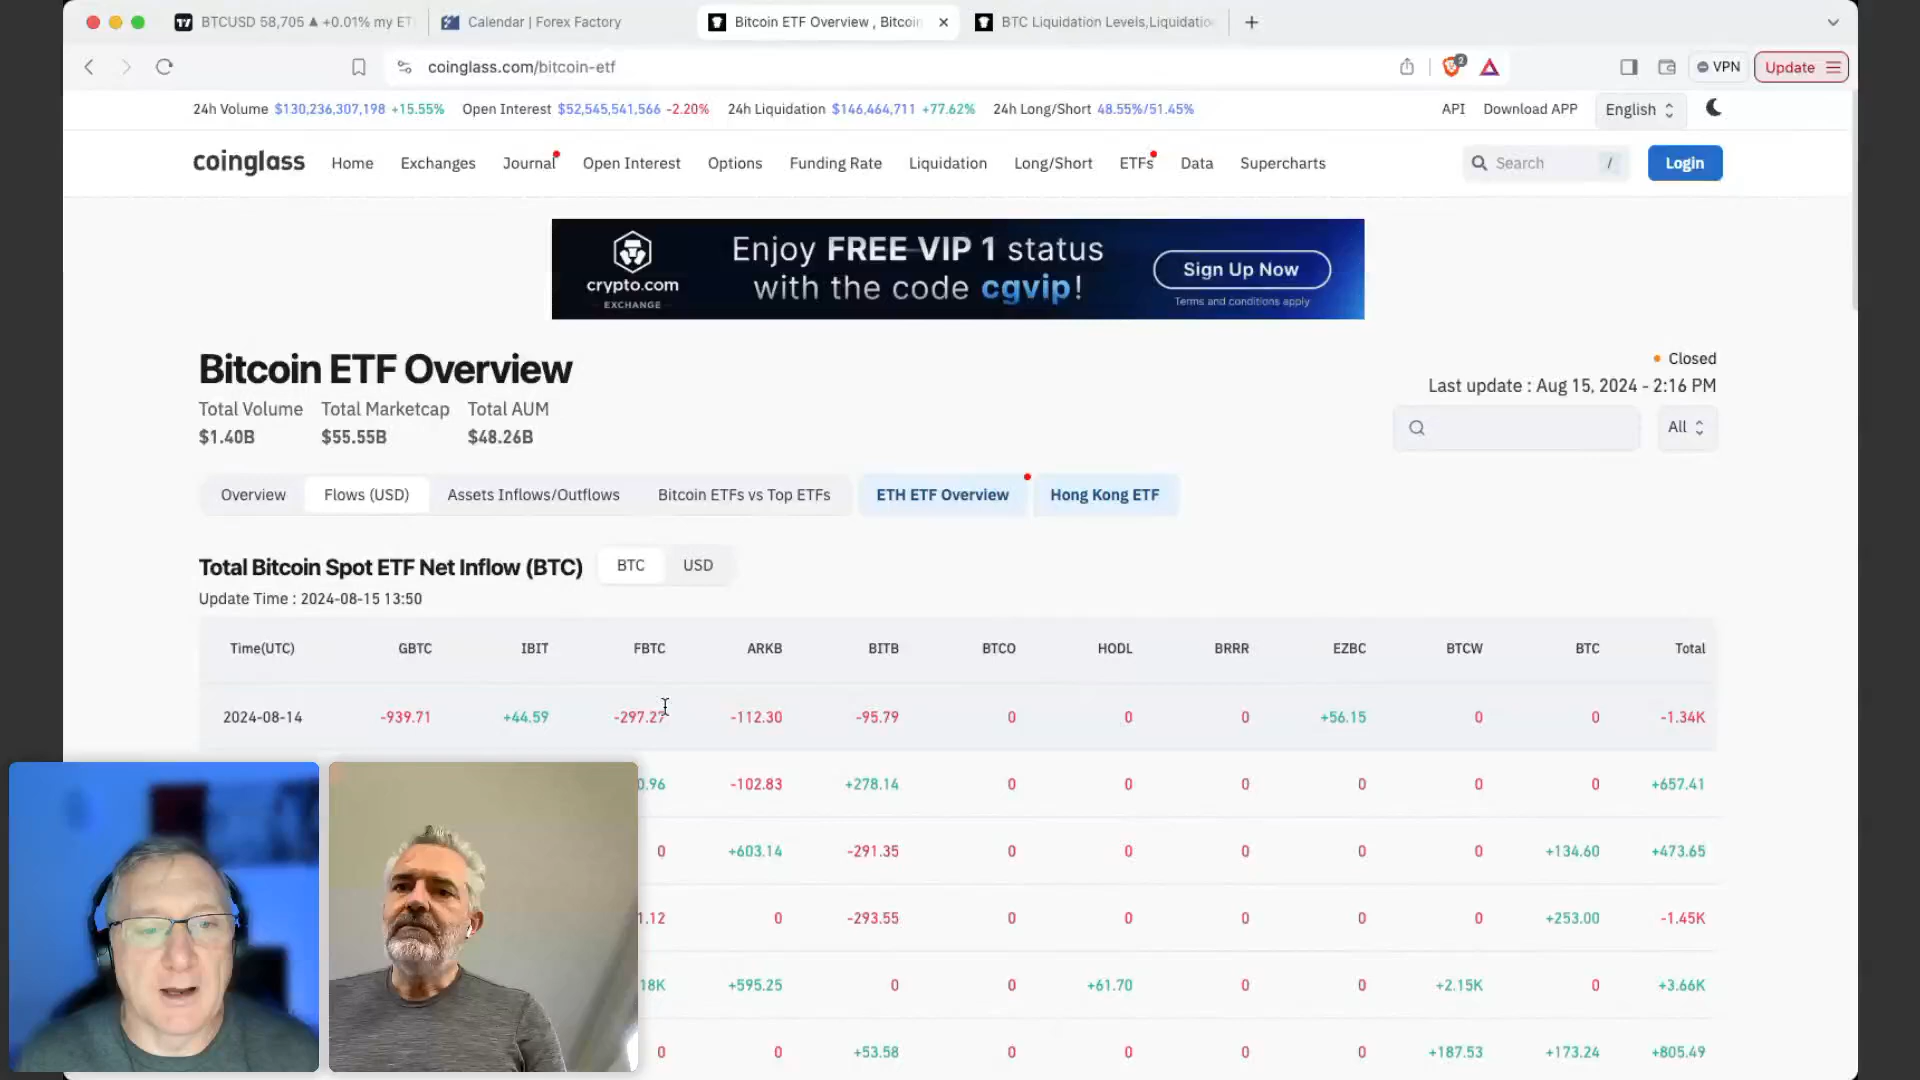 BTCUSD 58,705 ▲ +0.01% my ET
Calendar | Forex Factory
Bitcoin ETF Overview , Bitcoin
BTC Liquidation Levels,Liquidatio
coinglass.com/bitcoin-etf
2
VPN
Update
24h Volume $130,236,307,198 +15.55% Open Interest $52,545,541,566 -2.20% 24h Liquidation $146,464,711 +77.62% 24h Long/Short 48.55%/51.45%
API Download APP English
coinglass Home Exchanges Journal Open Interest Options Funding Rate Liquidation Long/Short ETFs Data Supercharts
Search / Login
crypto.com
EXCHANGE
Enjoy FREE VIP 1 status
with the code cgvip!
Sign Up Now
Terms and conditions apply
Bitcoin ETF Overview
Closed
Last update : Aug 15, 2024 - 2:16 PM
Total Volume Total Marketcap Total AUM
$1.40B $55.55B $48.26B
All
Overview Flows (USD) Assets Inflows/Outflows Bitcoin ETFs vs Top ETFs ETH ETF Overview Hong Kong ETF
Total Bitcoin Spot ETF Net Inflow (BTC) BTC USD
Update Time : 2024-08-15 13:50
Time(UTC) GBTC IBIT FBTC ARKB BITB BTCO HODL BRRR EZBC BTCW BTC Total
2024-08-14 -939.71 +44.59 -297.27 -112.30 -95.79 0 0 0 +56.15 0 0 -1.34K
0.96 -102.83 +278.14 0 0 0 0 0 0 +657.41
0 +603.14 -291.35 0 0 0 0 0 +134.60 +473.65
1.12 0 -293.55 0 0 0 0 0 +253.00 -1.45K
18K +595.25 0 0 +61.70 0 0 +2.15K 0 +3.66K
0 0 +53.58 0 0 0 0 +187.53 +173.24 +805.49